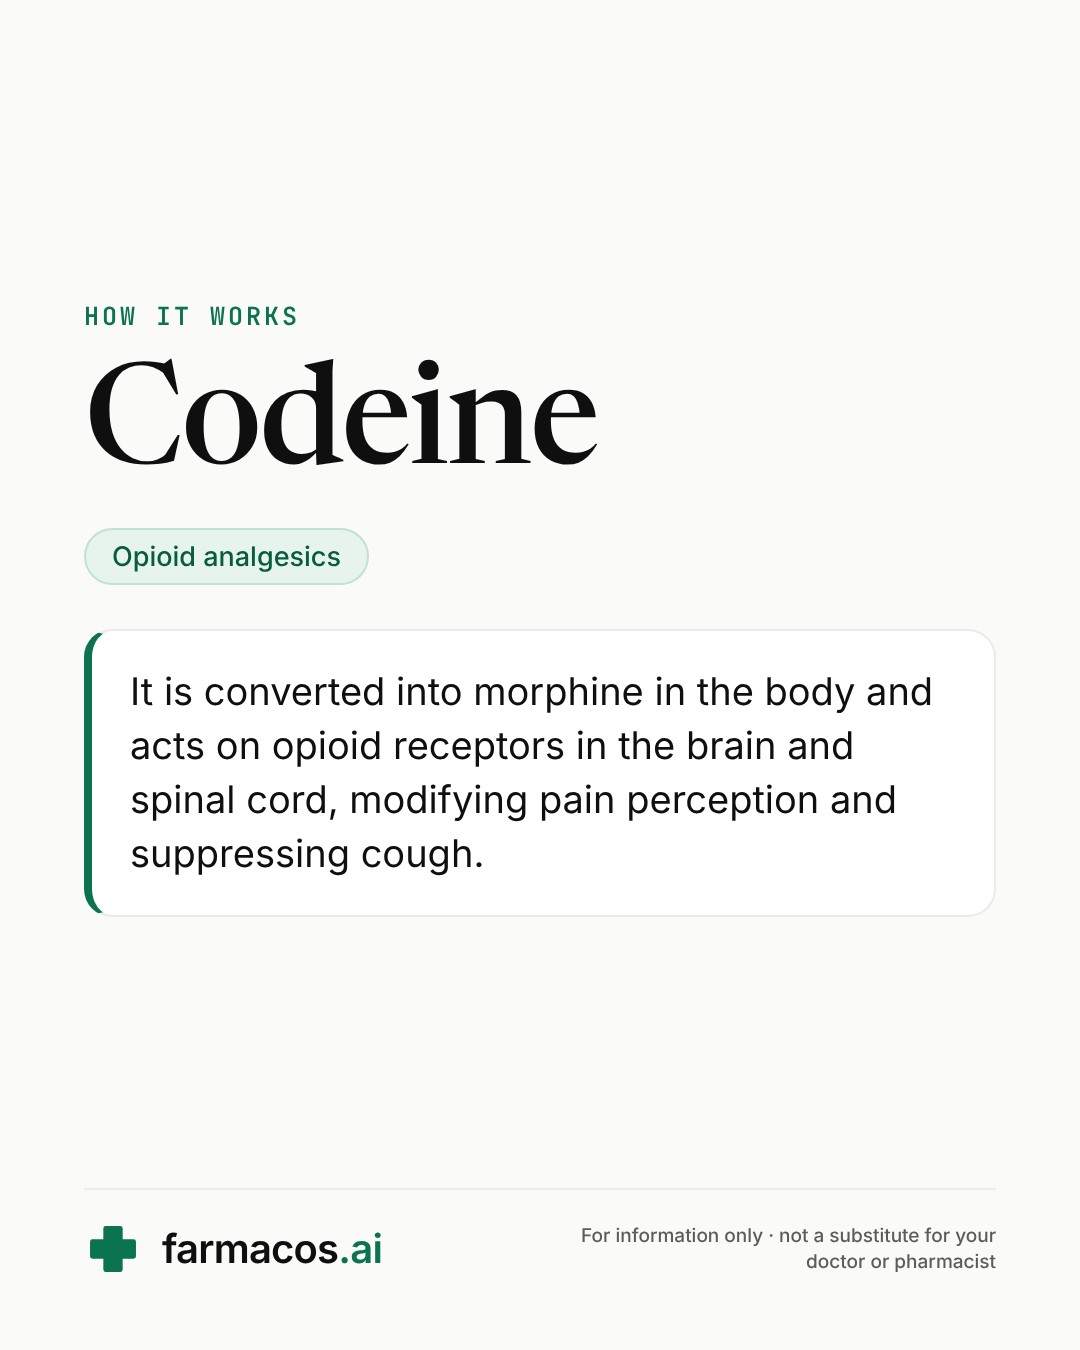 HOW IT WORKS
Codeine
Opioid analgesics
It is converted into morphine in the body and
acts on opioid receptors in the brain and
spinal cord, modifying pain perception and
suppressing cough.
farmacos.ai
For information only · not a substitute for your
doctor or pharmacist